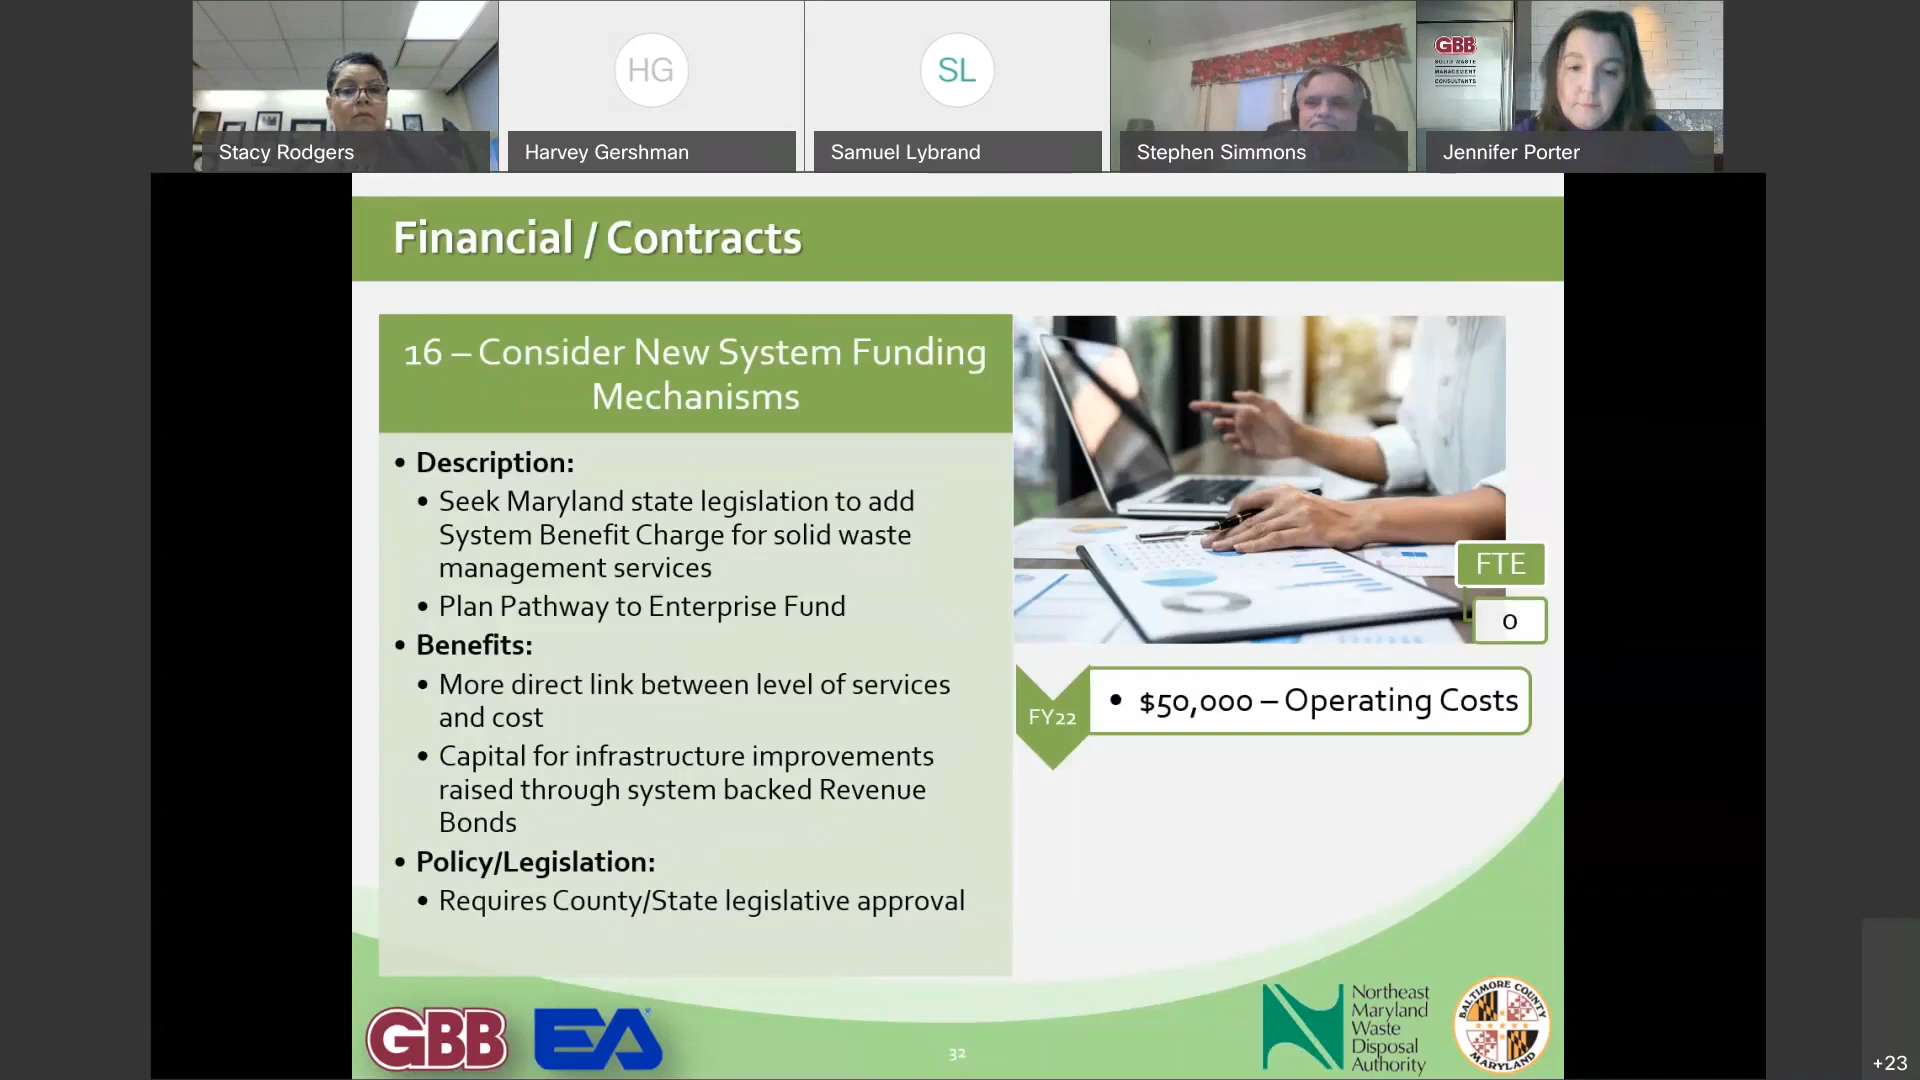 HG
SL
GBB
SOLID WASTE
MANAGEMENT
CONSULTANTS
Stacy Rodgers
Harvey Gershman
Samuel Lybrand
Stephen Simmons
Jennifer Porter
Financial / Contracts
16 – Consider New System Funding
Mechanisms
• Description:
• Seek Maryland state legislation to add
System Benefit Charge for solid waste
management services
• Plan Pathway to Enterprise Fund
• Benefits:
• More direct link between level of services
and cost
• Capital for infrastructure improvements
raised through system backed Revenue
Bonds
• Policy/Legislation:
• Requires County/State legislative approval
FTE
0
FY22
• $50,000 – Operating Costs
GBB
EA®
32
Northeast
Maryland
Waste
Disposal
Authority
BALTIMORE COUNTY
MARYLAND
+23